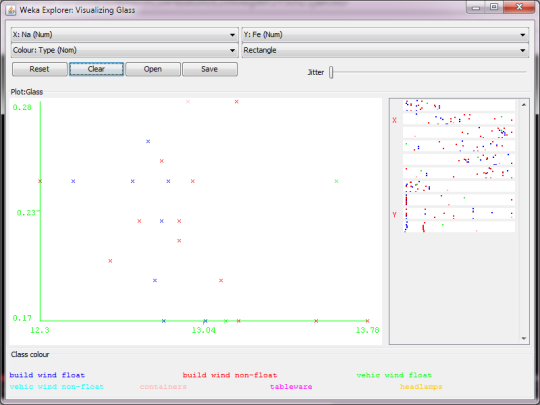 Weka Explorer: Visualizing Glass
X: Na (Num) Y: Fe (Num)
Colour: Type (Nom) Rectangle
Reset Clear Open Save Jitter
Plot:Glass
0.28
X
0.23
Y
0.17
12.3 13.04 13.78
Class colour
build wind float build wind non-float vehic wind float
vehic wind non-float containers tableware headlamps